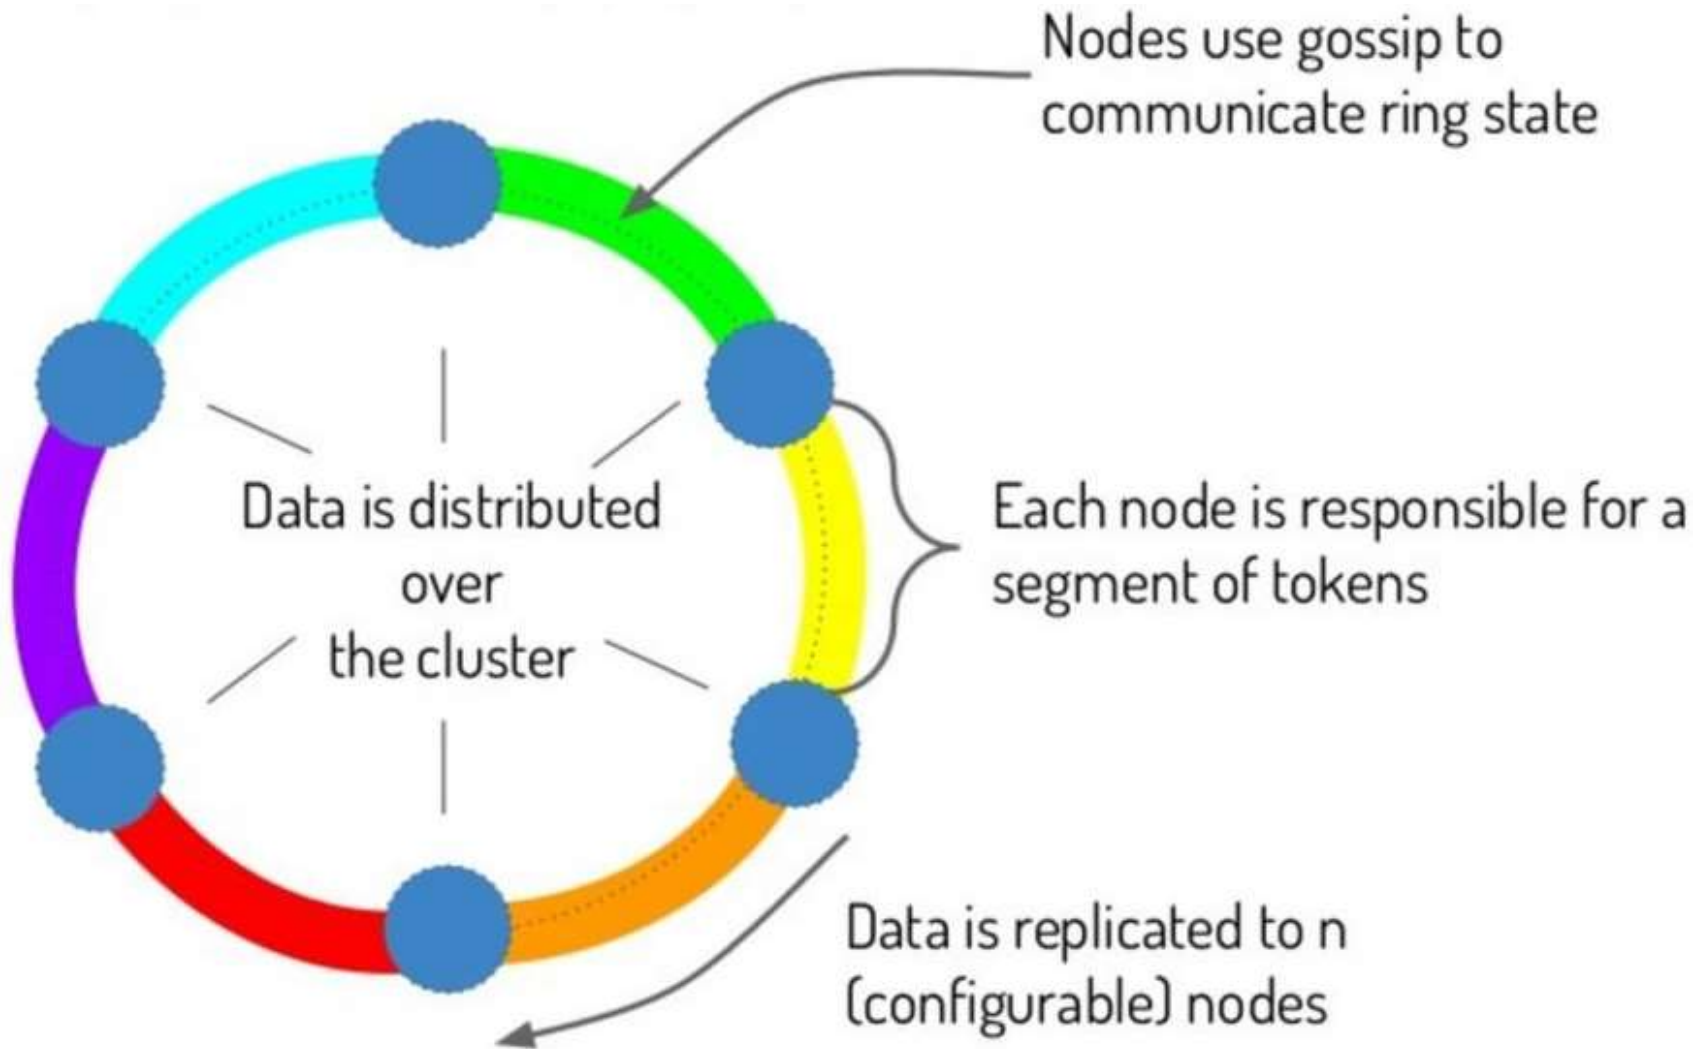 Nodes use gossip to
communicate ring state
Data is distributed
over
the cluster
Each node is responsible for a
segment of tokens
Data is replicated to n
(configurable) nodes